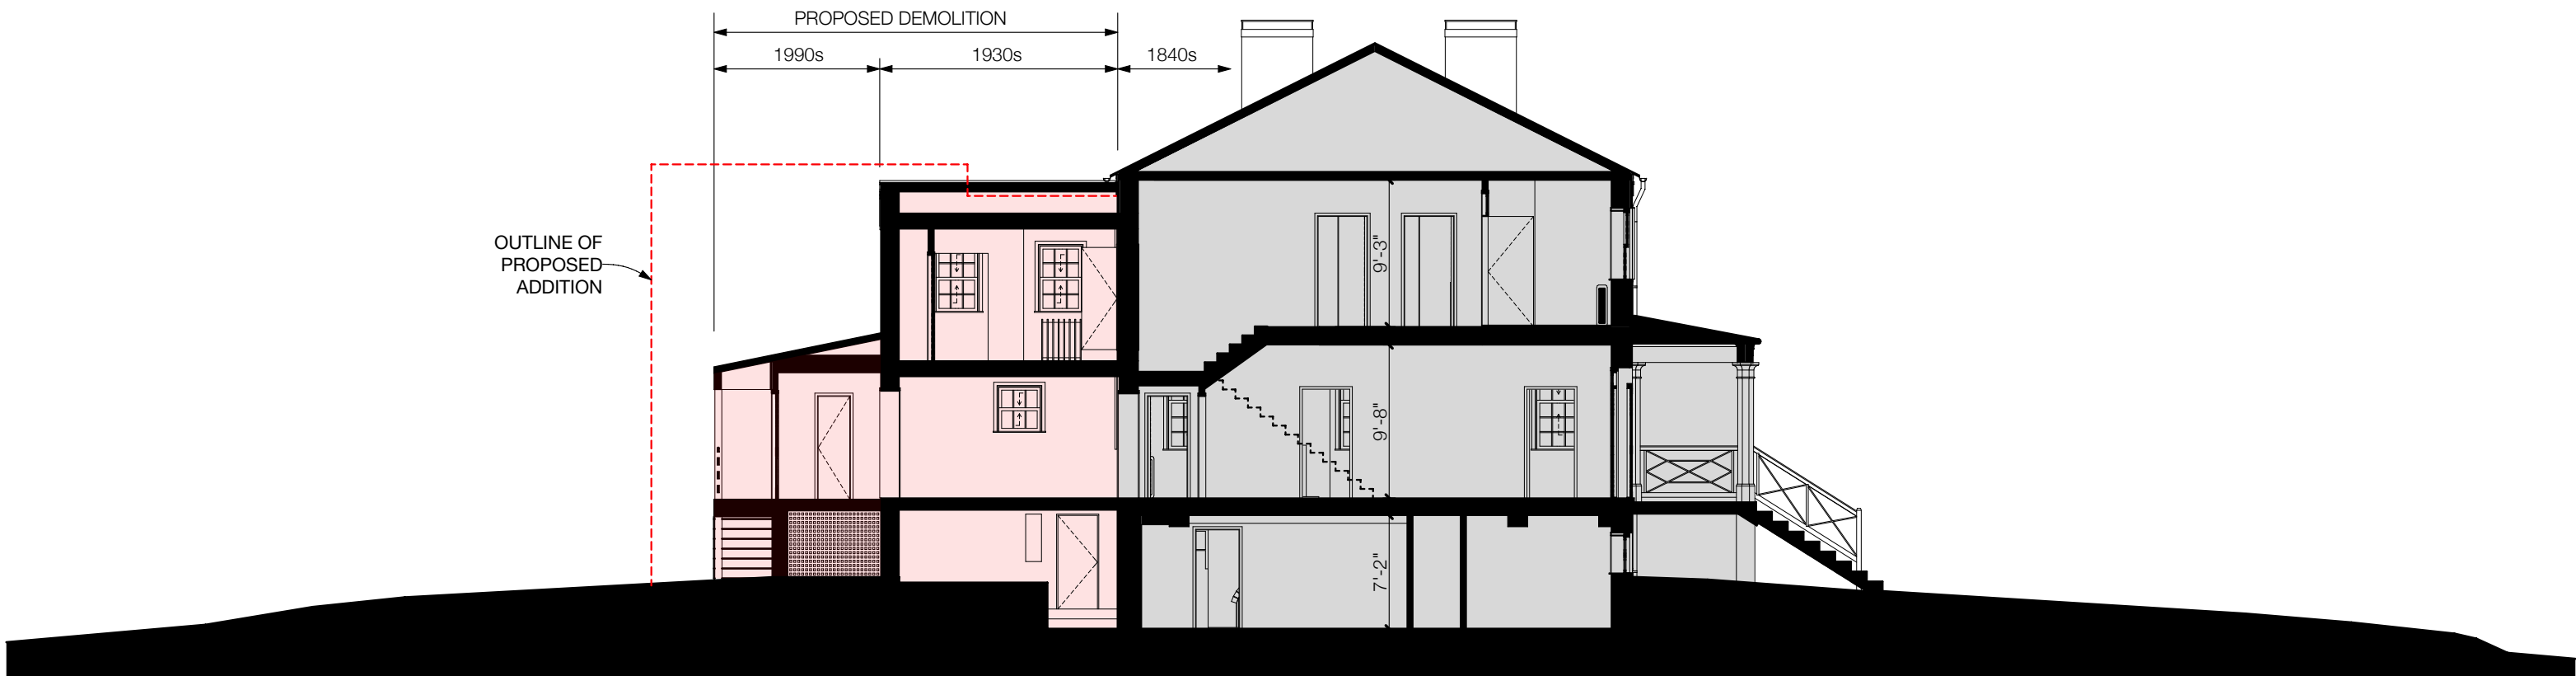 PROPOSED DEMOLITION
1990s
1930s
1840s
OUTLINE OF
PROPOSED
ADDITION
9'-3"
9'-8"
7'-2"